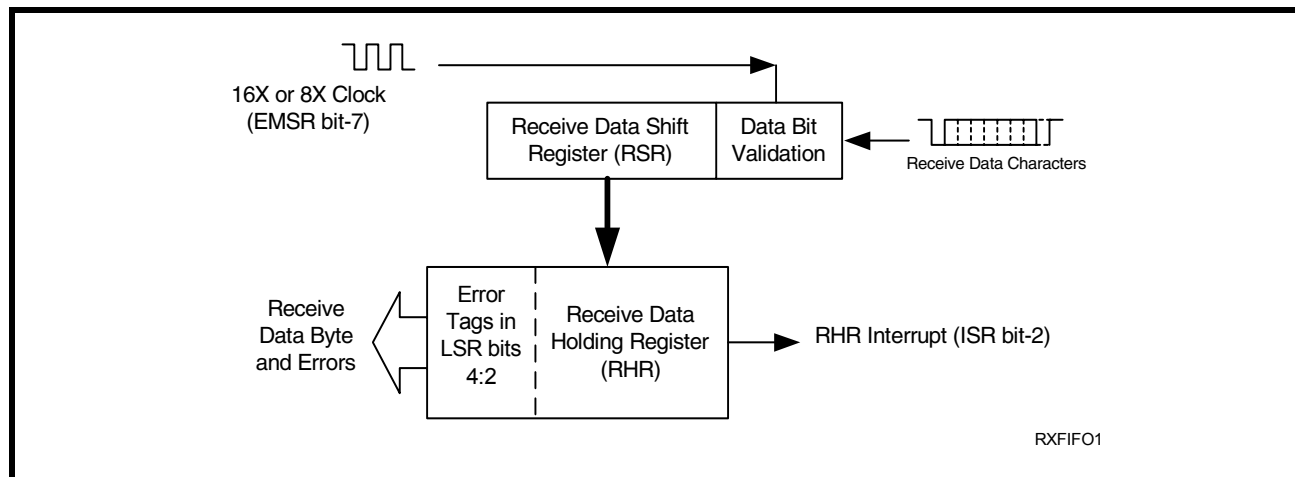 16X or 8X Clock
(EMSR bit-7)
Receive Data Shift
Register (RSR)
Data Bit
Validation
Receive Data Characters
Receive
Data Byte
and Errors
Error
Tags in
LSR bits
4:2
Receive Data
Holding Register
(RHR)
RHR Interrupt (ISR bit-2)
RXFIFO1